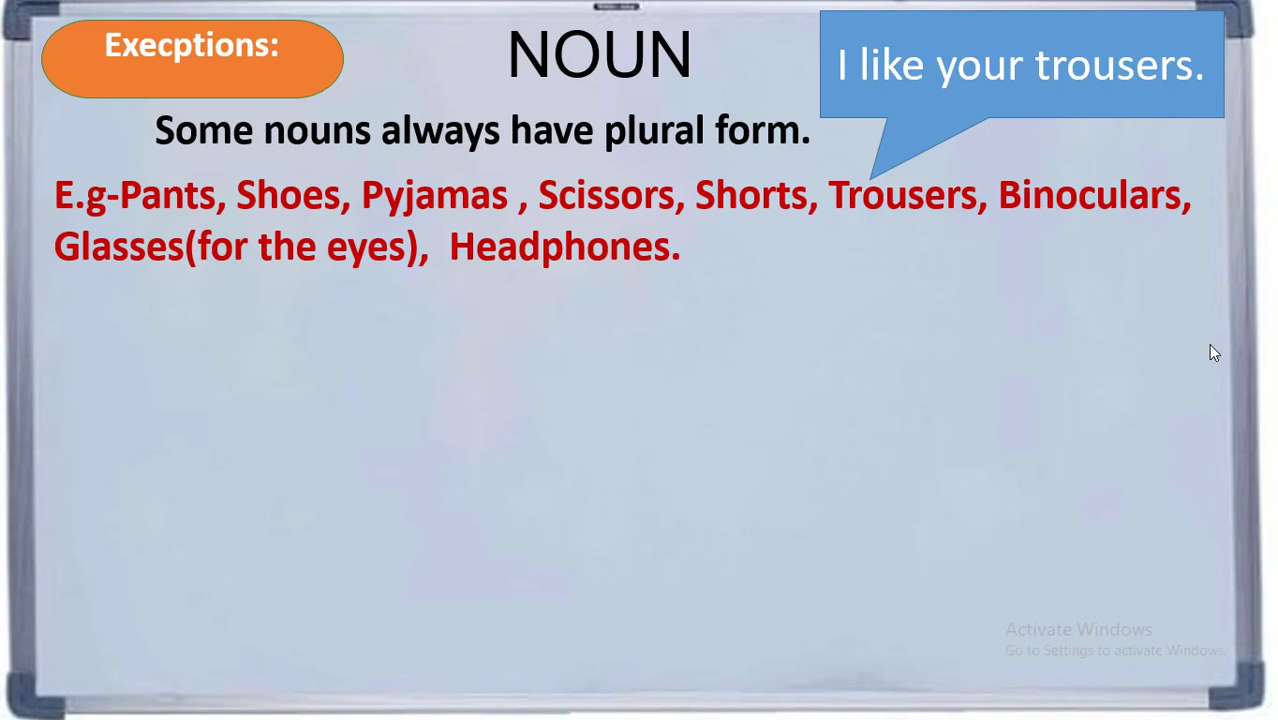 Execptions:
NOUN
I like your trousers.
Some nouns always have plural form.
E.g-Pants, Shoes, Pyjamas , Scissors, Shorts, Trousers, Binoculars,
Glasses(for the eyes), Headphones.
Activate Windows
Go to Settings to activate Windows.